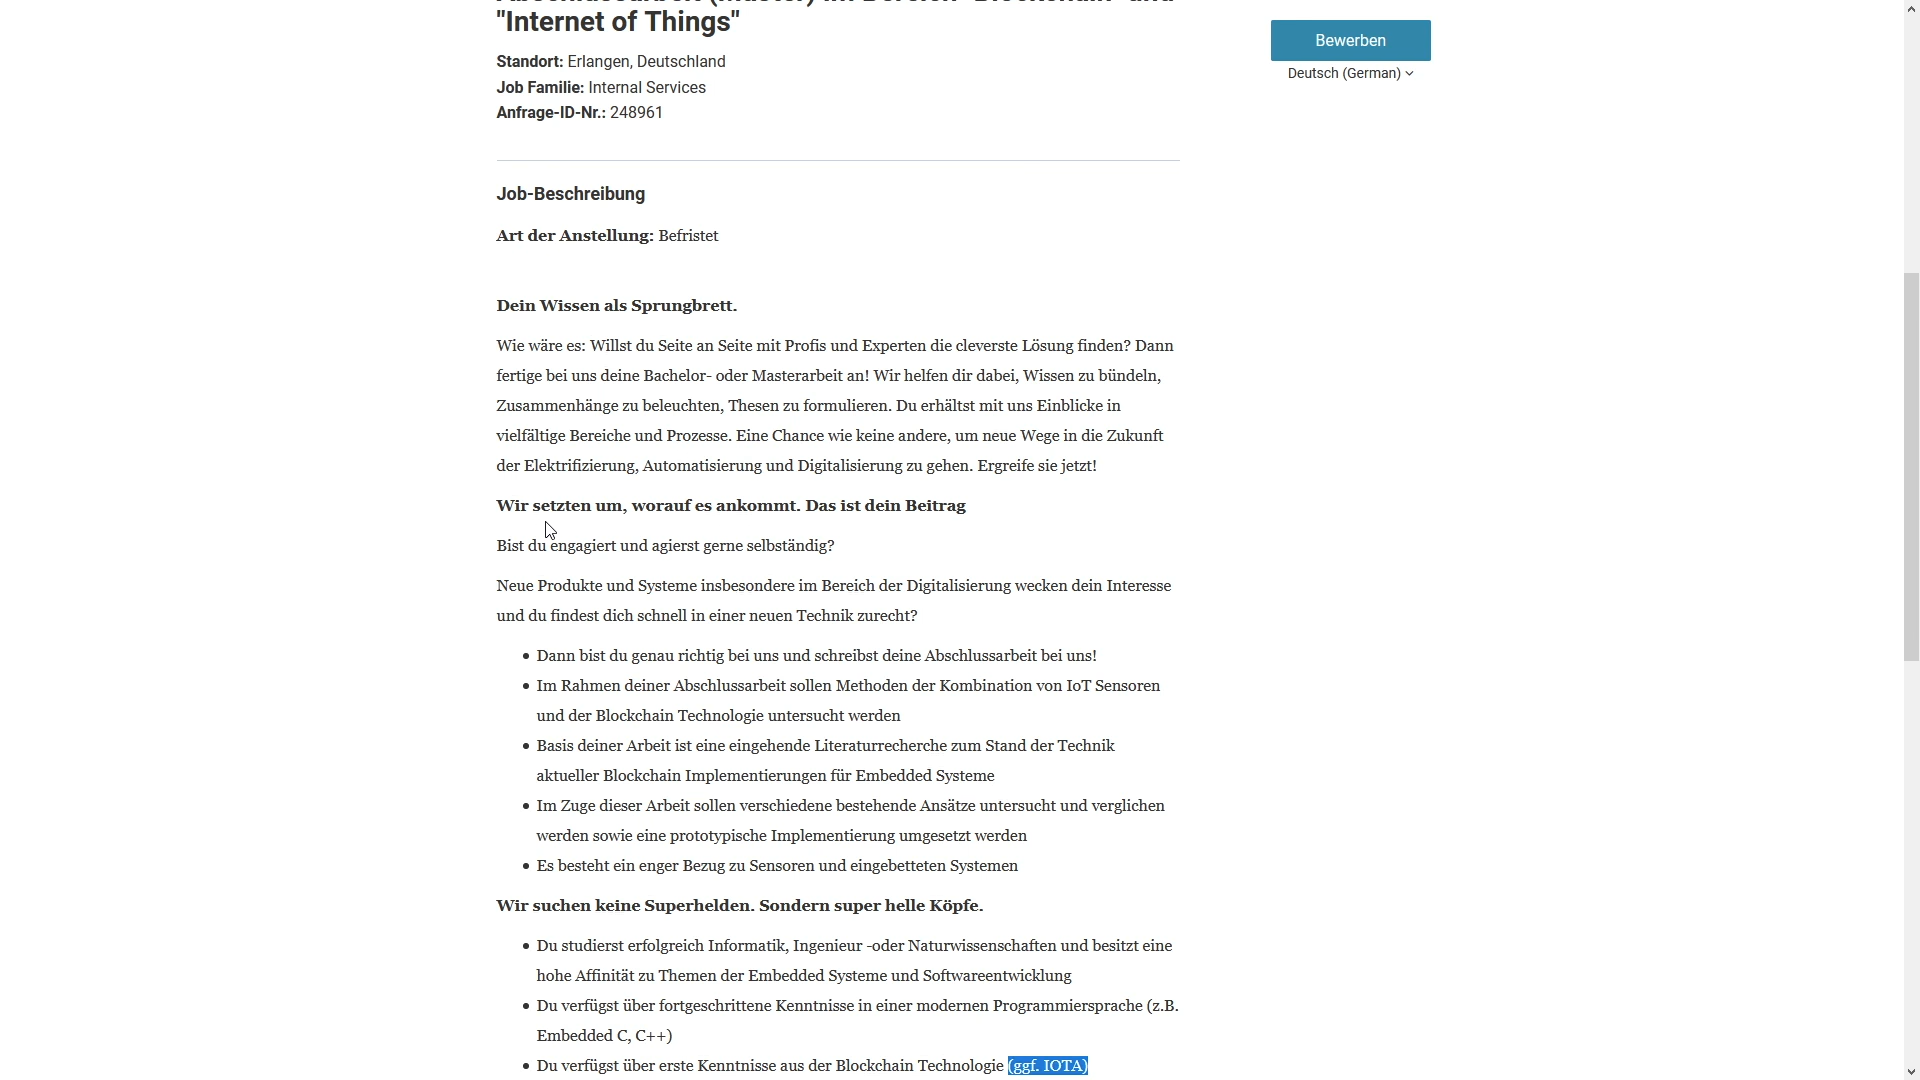 "Internet of Things"
Bewerben
Deutsch (German)
Standort: Erlangen, Deutschland
Job Familie: Internal Services
Anfrage-ID-Nr.: 248961
Job-Beschreibung
Art der Anstellung: Befristet
Dein Wissen als Sprungbrett.
Wie wäre es: Willst du Seite an Seite mit Profis und Experten die cleverste Lösung finden? Dann
fertige bei uns deine Bachelor- oder Masterarbeit an! Wir helfen dir dabei, Wissen zu bündeln,
Zusammenhänge zu beleuchten, Thesen zu formulieren. Du erhältst mit uns Einblicke in
vielfältige Bereiche und Prozesse. Eine Chance wie keine andere, um neue Wege in die Zukunft
der Elektrifizierung, Automatisierung und Digitalisierung zu gehen. Ergreife sie jetzt!
Wir setzten um, worauf es ankommt. Das ist dein Beitrag
Bist du engagiert und agierst gerne selbständig?
Neue Produkte und Systeme insbesondere im Bereich der Digitalisierung wecken dein Interesse
und du findest dich schnell in einer neuen Technik zurecht?
• Dann bist du genau richtig bei uns und schreibst deine Abschlussarbeit bei uns!
• Im Rahmen deiner Abschlussarbeit sollen Methoden der Kombination von IoT Sensoren
und der Blockchain Technologie untersucht werden
• Basis deiner Arbeit ist eine eingehende Literaturrecherche zum Stand der Technik
aktueller Blockchain Implementierungen für Embedded Systeme
• Im Zuge dieser Arbeit sollen verschiedene bestehende Ansätze untersucht und verglichen
werden sowie eine prototypische Implementierung umgesetzt werden
• Es besteht ein enger Bezug zu Sensoren und eingebetteten Systemen
Wir suchen keine Superhelden. Sondern super helle Köpfe.
• Du studierst erfolgreich Informatik, Ingenieur -oder Naturwissenschaften und besitzt eine
hohe Affinität zu Themen der Embedded Systeme und Softwareentwicklung
• Du verfügst über fortgeschrittene Kenntnisse in einer modernen Programmiersprache (z.B.
Embedded C, C++)
• Du verfügst über erste Kenntnisse aus der Blockchain Technologie (ggf. IOTA)